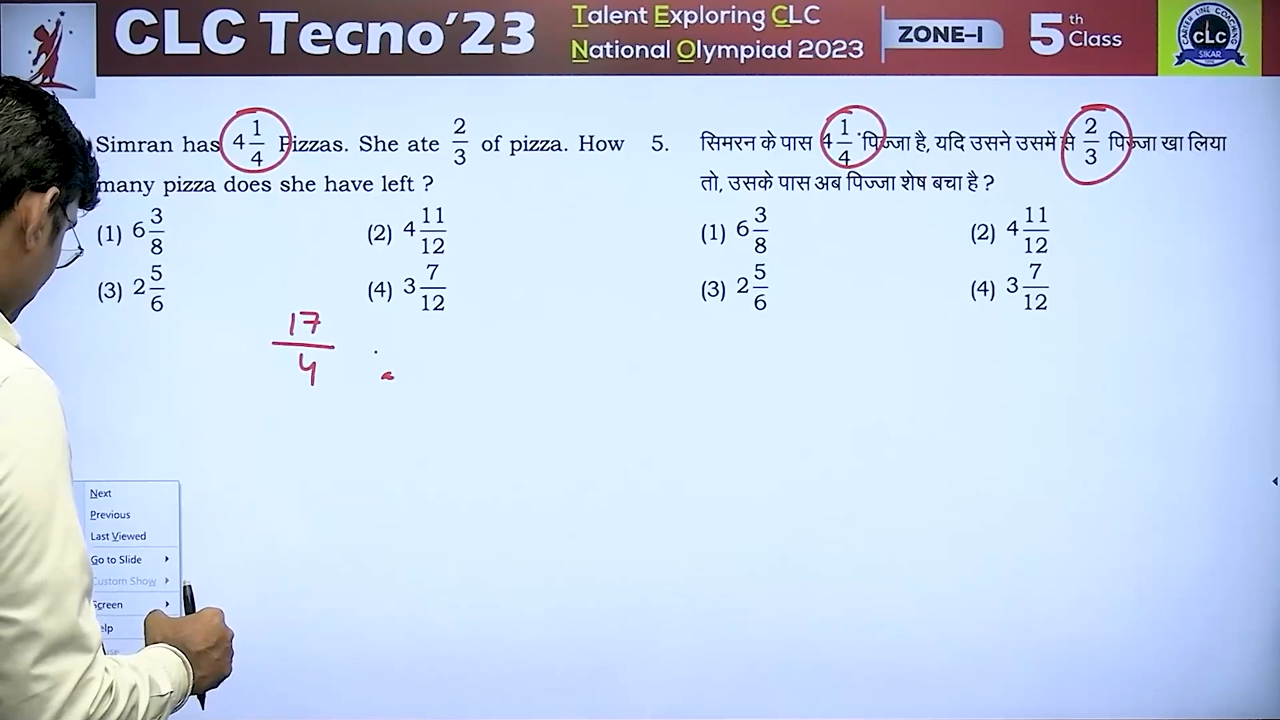 CLC Tecno'23
Talent Exploring CLC
National Olympiad 2023
ZONE-I
5th Class
CLC
SIKAR
Simran has 4 1/4 Pizzas. She ate 2/3 of pizza. How
many pizza does she have left ?
(1) 6 3/8
(2) 4 11/12
(3) 2 5/6
(4) 3 7/12
5. सिमरन के पास 4 1/4 पिज्जा है, यदि उसने उसमें से 2/3 पिज्जा खा लिया
तो, उसके पास अब पिज्जा शेष बचा है ?
(1) 6 3/8
(2) 4 11/12
(3) 2 5/6
(4) 3 7/12
17/4
Next
Previous
Last Viewed
Go to Slide
Custom Show
Screen